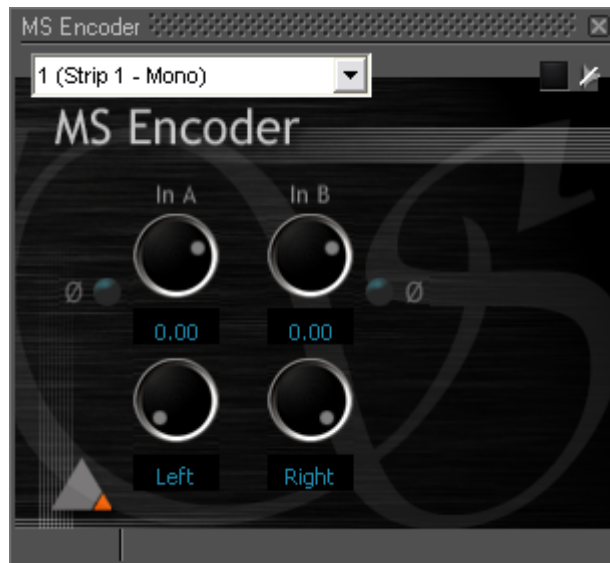 MS Encoder
1 (Strip 1 - Mono)
MS Encoder
In A In B
Ø Ø
0.00 0.00
Left Right